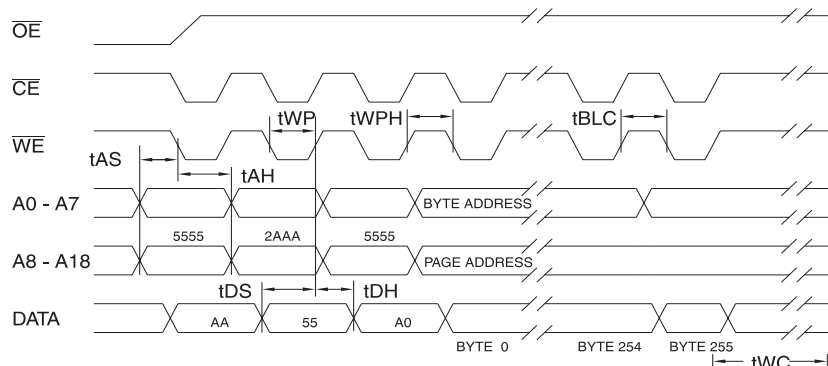 OE
CE
tWP tWPH tBLC
WE
tAS
tAH
A0 - A7 BYTE ADDRESS
5555 2AAA 5555
A8 - A18 PAGE ADDRESS
tDS tDH
DATA AA 55 A0
BYTE 0 BYTE 254 BYTE 255
tWC